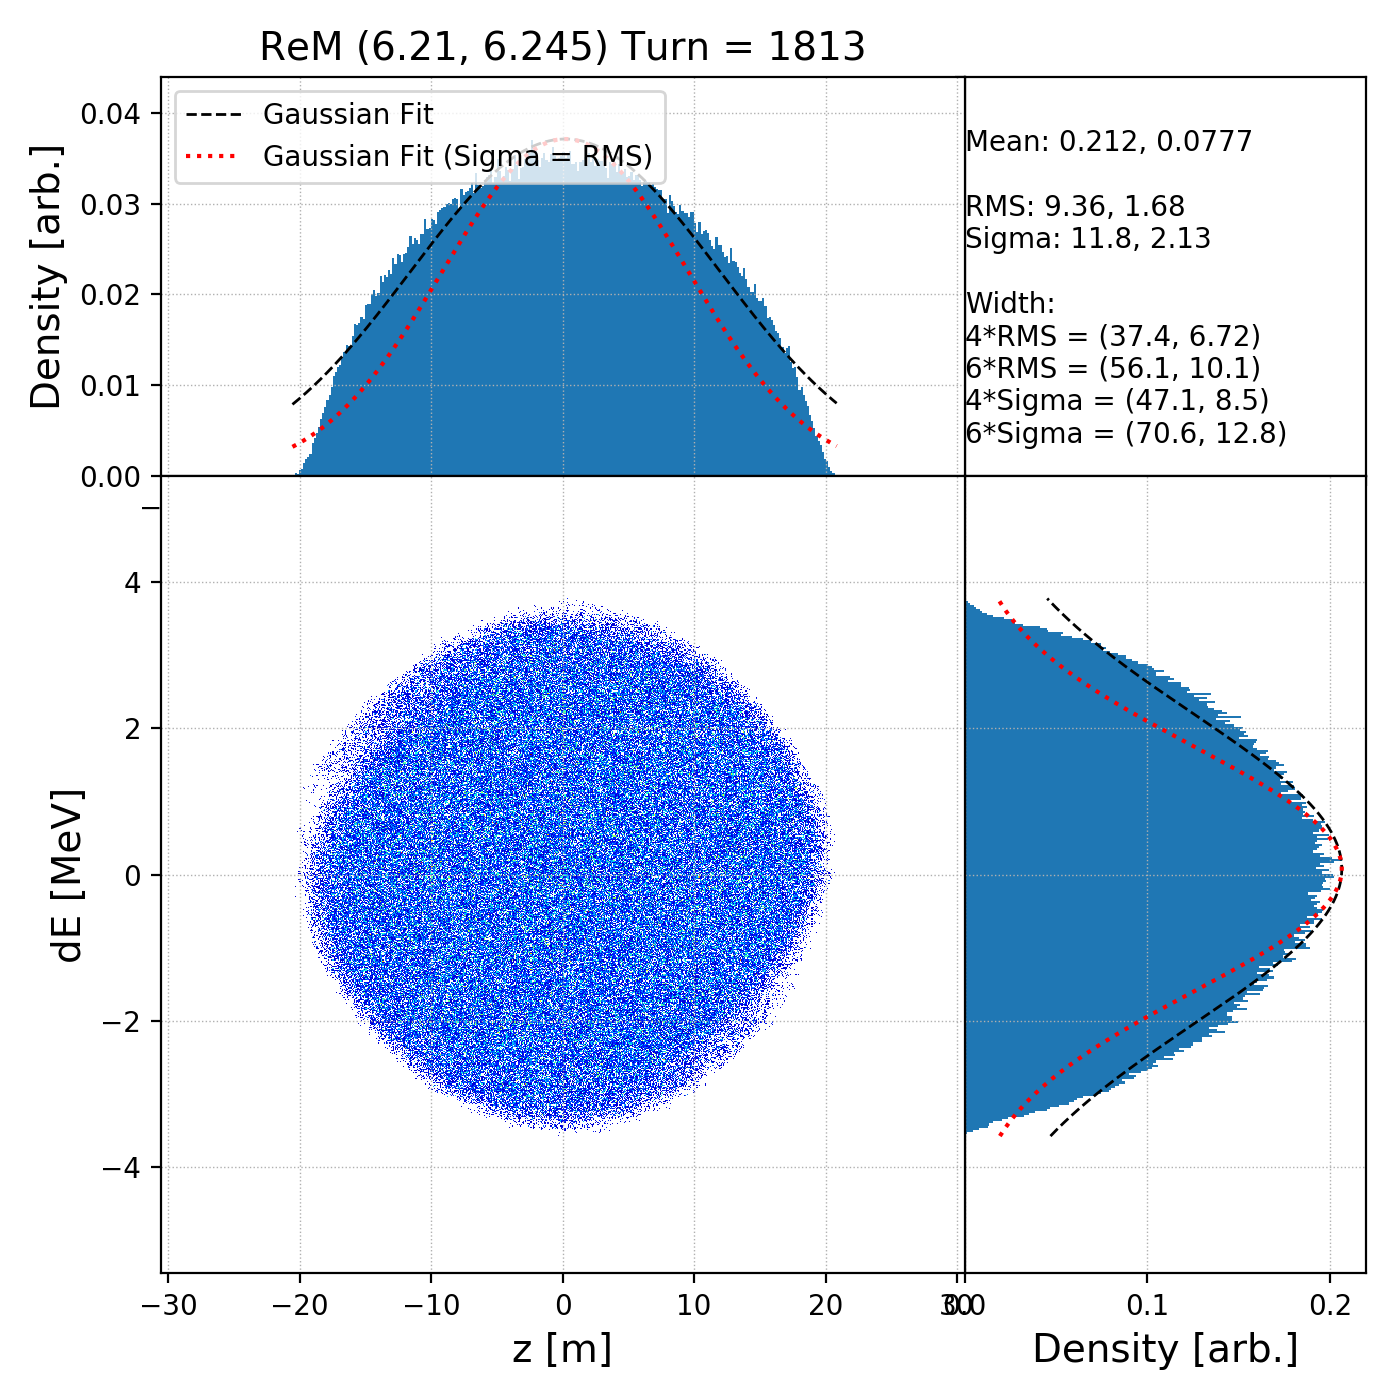 ReM (6.21, 6.245) Turn = 1813
Gaussian Fit
Gaussian Fit (Sigma = RMS)
Density [arb.]
0.04
0.03
0.02
0.01
0.00
Mean: 0.212, 0.0777
RMS: 9.36, 1.68
Sigma: 11.8, 2.13
Width:
4*RMS = (37.4, 6.72)
6*RMS = (56.1, 10.1)
4*Sigma = (47.1, 8.5)
6*Sigma = (70.6, 12.8)
dE [MeV]
4
2
0
−2
−4
−30 −20 −10 0 10 20 30
z [m]
0.0 0.1 0.2
Density [arb.]